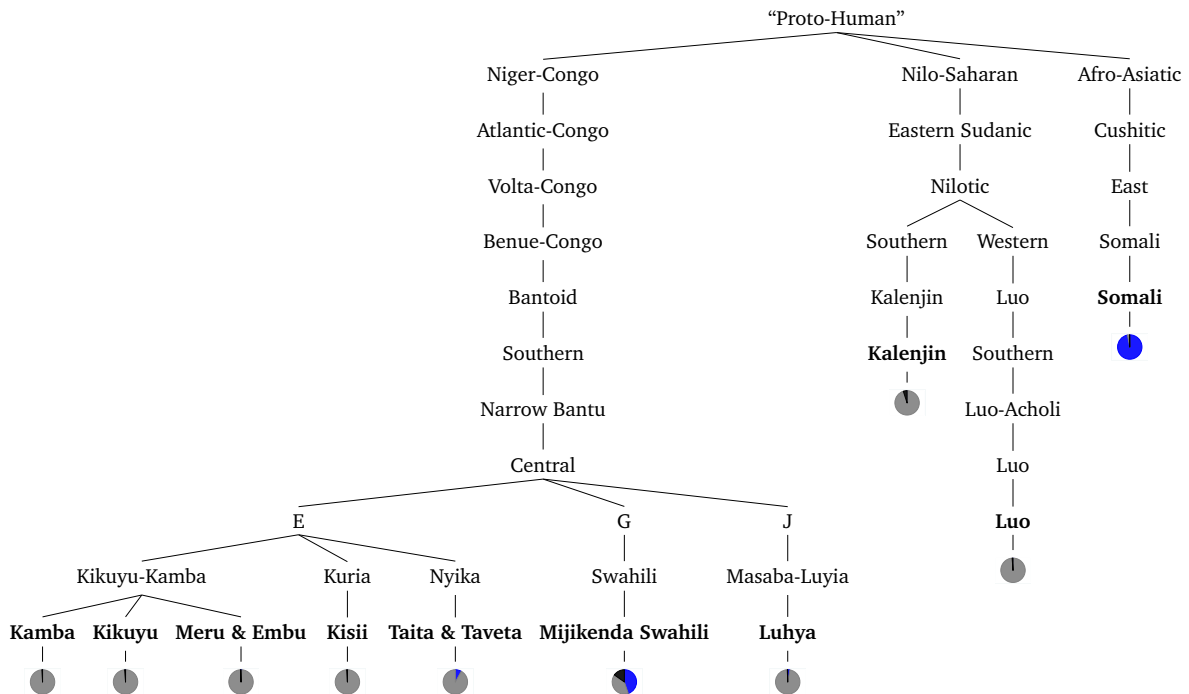 “Proto-Human”
Niger-Congo Nilo-Saharan Afro-Asiatic
Atlantic-Congo Eastern Sudanic Cushitic
Volta-Congo Nilotic East
Benue-Congo Southern Western Somali
Bantoid Kalenjin Luo Somali
Southern Kalenjin Southern
Narrow Bantu Luo-Acholi
Central Luo
E G J Luo
Kikuyu-Kamba Kuria Nyika Swahili Masaba-Luyia
Kamba Kikuyu Meru & Embu Kisii Taita & Taveta Mijikenda Swahili Luhya